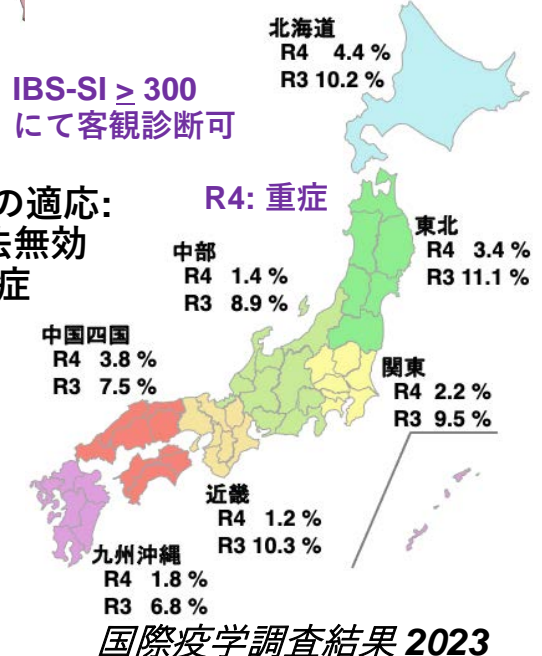 北海道
R4 4.4 %
R3 10.2 %
IBS-SI ≥ 300
にて客観診断可
の適応:
法無効
症
R4: 重症
東北
R4 3.4 %
R3 11.1 %
中部
R4 1.4 %
R3 8.9 %
中国四国
R4 3.8 %
R3 7.5 %
関東
R4 2.2 %
R3 9.5 %
近畿
R4 1.2 %
R3 10.3 %
九州沖縄
R4 1.8 %
R3 6.8 %
国際疫学調査結果 2023